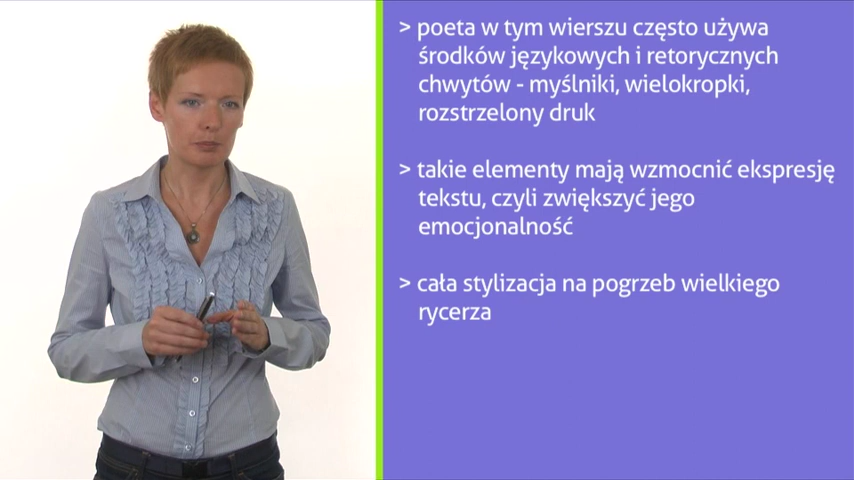 > poeta w tym wierszu często używa
środków językowych i retorycznych
chwytów - myślniki, wielokropki,
rozstrzelony druk
> takie elementy mają wzmocnić ekspresję
tekstu, czyli zwiększyć jego
emocjonalność
> cała stylizacja na pogrzeb wielkiego
rycerza